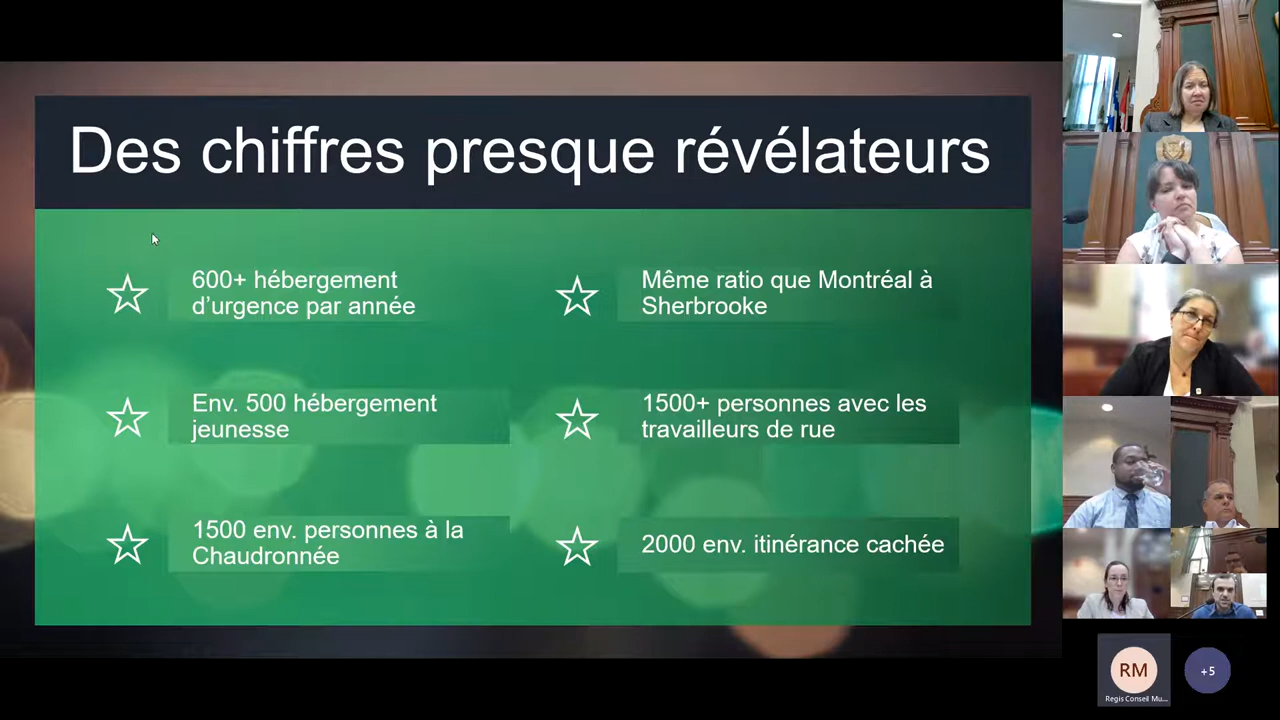 Des chiffres presque révélateurs
600+ hébergement
d'urgence par année
Même ratio que Montréal à
Sherbrooke
Env. 500 hébergement
jeunesse
1500+ personnes avec les
travailleurs de rue
1500 env. personnes à la
Chaudronnée
2000 env. itinérance cachée
RM
Regis Conseil Mu...
+5